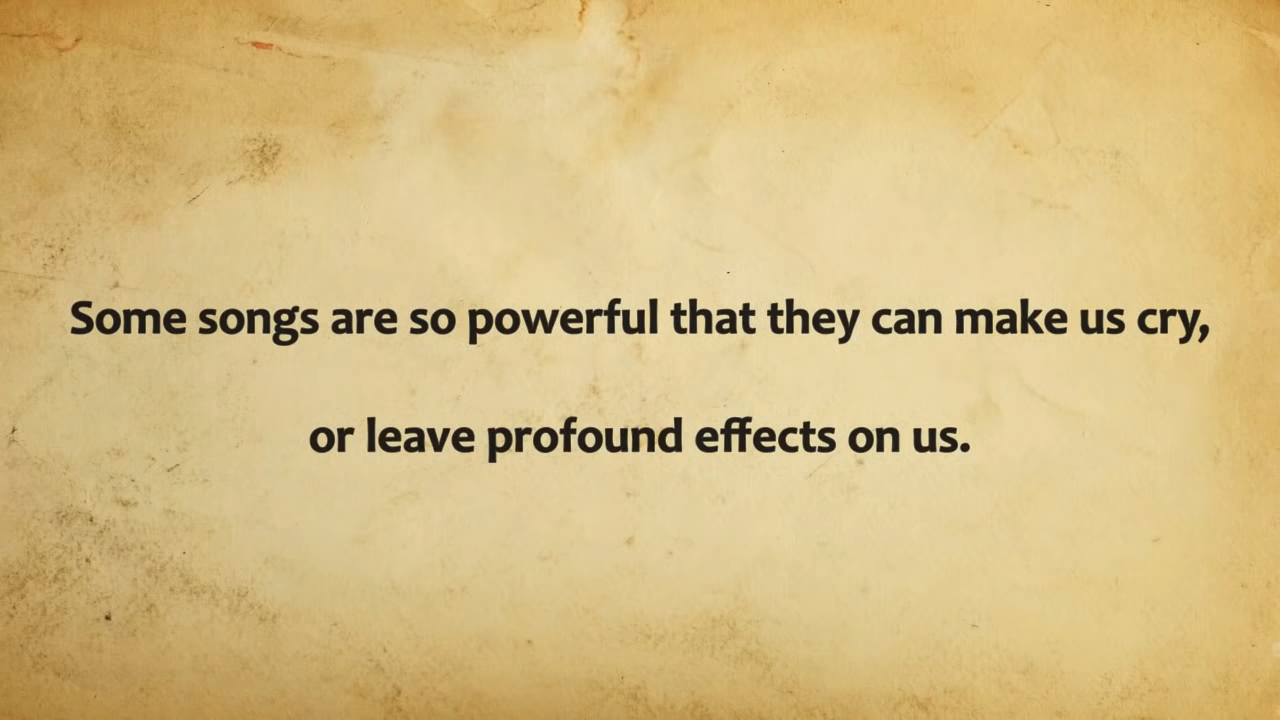 Some songs are so powerful that they can make us cry,
or leave profound effects on us.